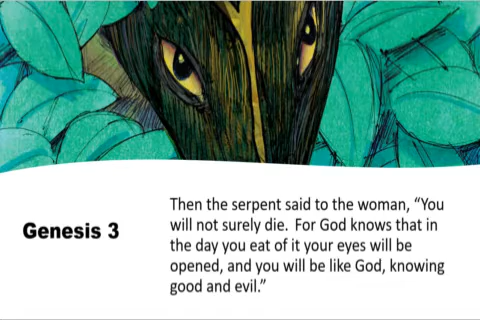 Genesis 3
Then the serpent said to the woman, “You
will not surely die.  For God knows that in
the day you eat of it your eyes will be
opened, and you will be like God, knowing
good and evil.”